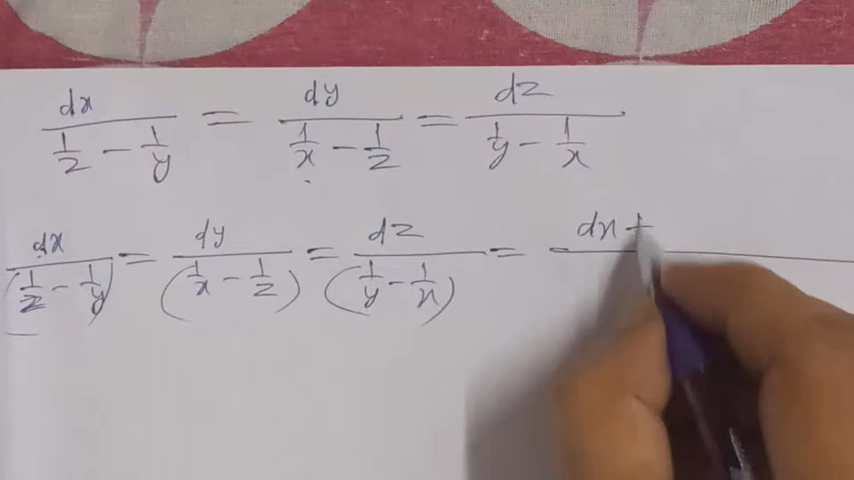 dx/(1/z - 1/y) = dy/(1/x - 1/z) = dz/(1/y - 1/x)
dx/(1/z - 1/y) = dy/(1/x - 1/z) = dz/(1/y - 1/x) = dx +